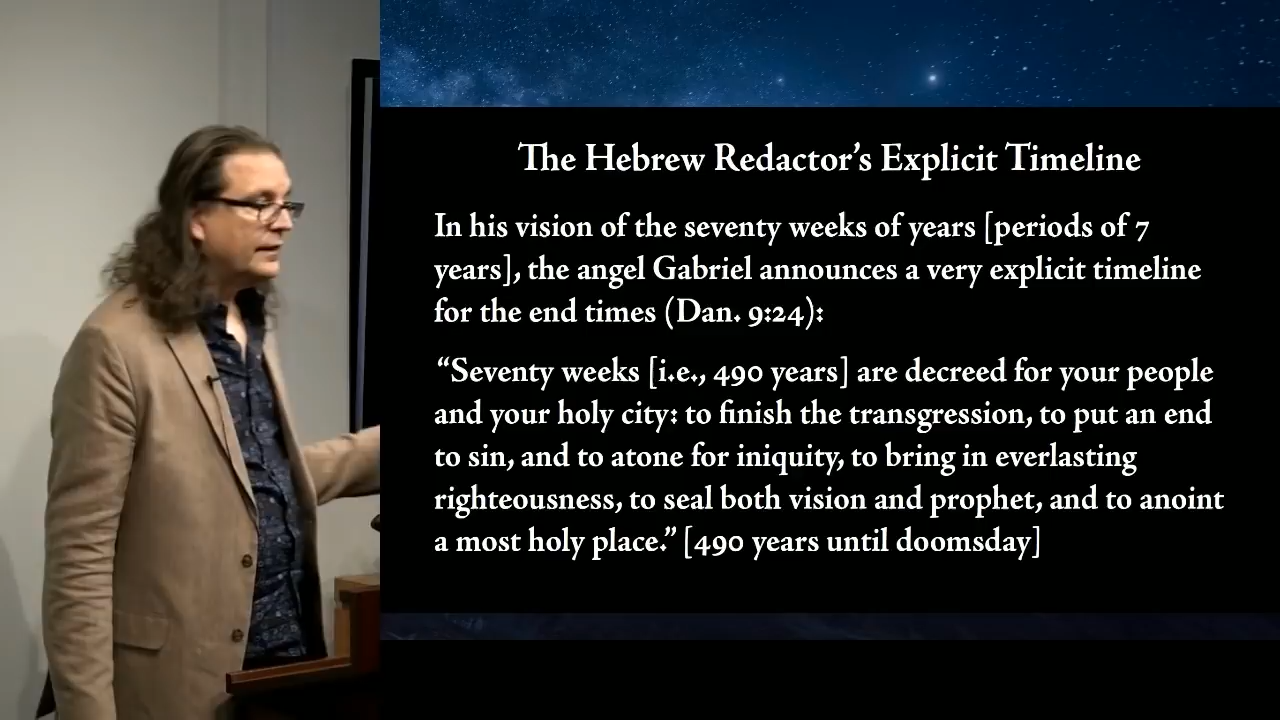 The Hebrew Redactor's Explicit Timeline
In his vision of the seventy weeks of years [periods of 7
years], the angel Gabriel announces a very explicit timeline
for the end times (Dan. 9:24):
“Seventy weeks [i.e., 490 years] are decreed for your people
and your holy city: to finish the transgression, to put an end
to sin, and to atone for iniquity, to bring in everlasting
righteousness, to seal both vision and prophet, and to anoint
a most holy place.” [490 years until doomsday]